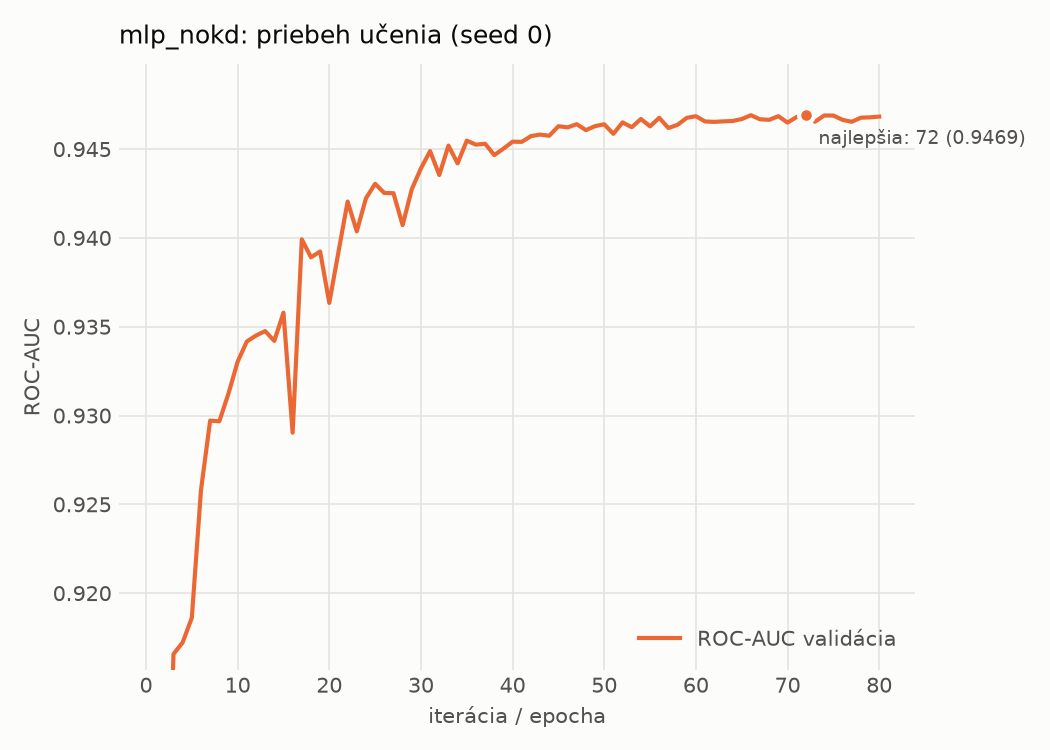 mlp_nokd: priebeh učenia (seed 0)
najlepšia: 72 (0.9469)
0.945
0.940
0.935
0.930
0.925
0.920
ROC-AUC
ROC-AUC validácia
0 10 20 30 40 50 60 70 80
iterácia / epocha